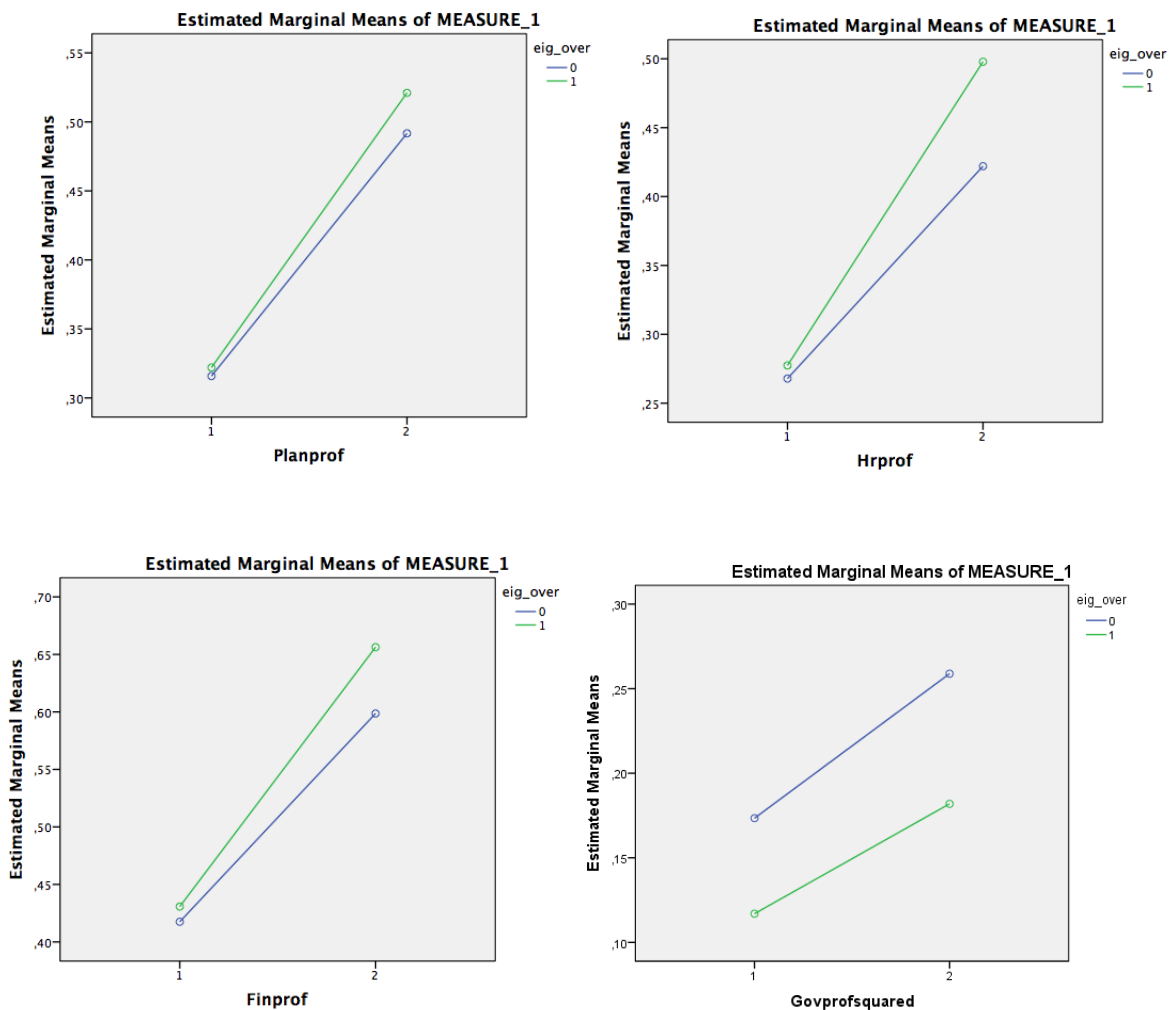 Estimated Marginal Means of MEASURE_1
eig_over
0
1
Estimated Marginal Means
,55
,50
,45
,40
,35
,30
1
2
Planprof
Estimated Marginal Means of MEASURE_1
eig_over
0
1
Estimated Marginal Means
,50
,45
,40
,35
,30
,25
1
2
Hrprof
Estimated Marginal Means of MEASURE_1
eig_over
0
1
Estimated Marginal Means
,70
,65
,60
,55
,50
,45
,40
1
2
Finprof
Estimated Marginal Means of MEASURE_1
eig_over
0
1
Estimated Marginal Means
,30
,25
,20
,15
,10
1
2
Govprofsquared